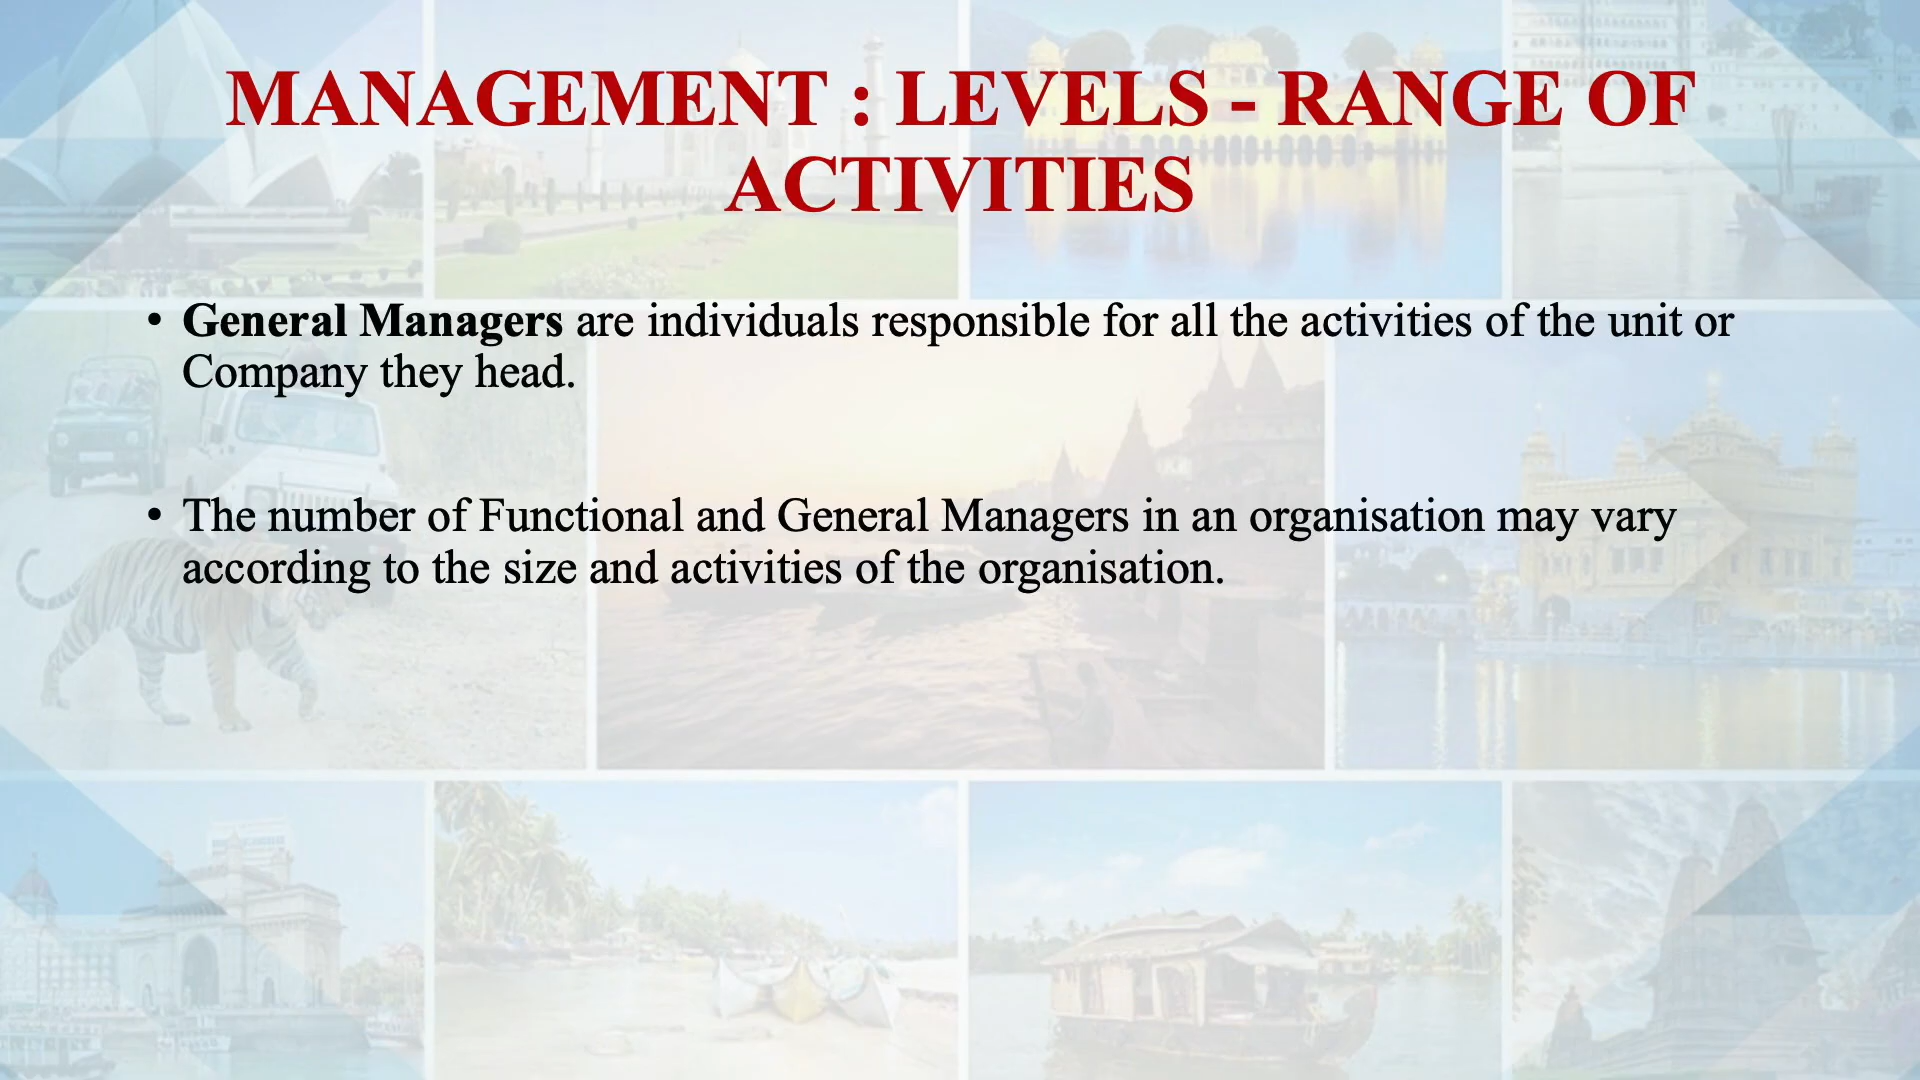 MANAGEMENT : LEVELS - RANGE OF
ACTIVITIES
• General Managers are individuals responsible for all the activities of the unit or
Company they head.
• The number of Functional and General Managers in an organisation may vary
according to the size and activities of the organisation.